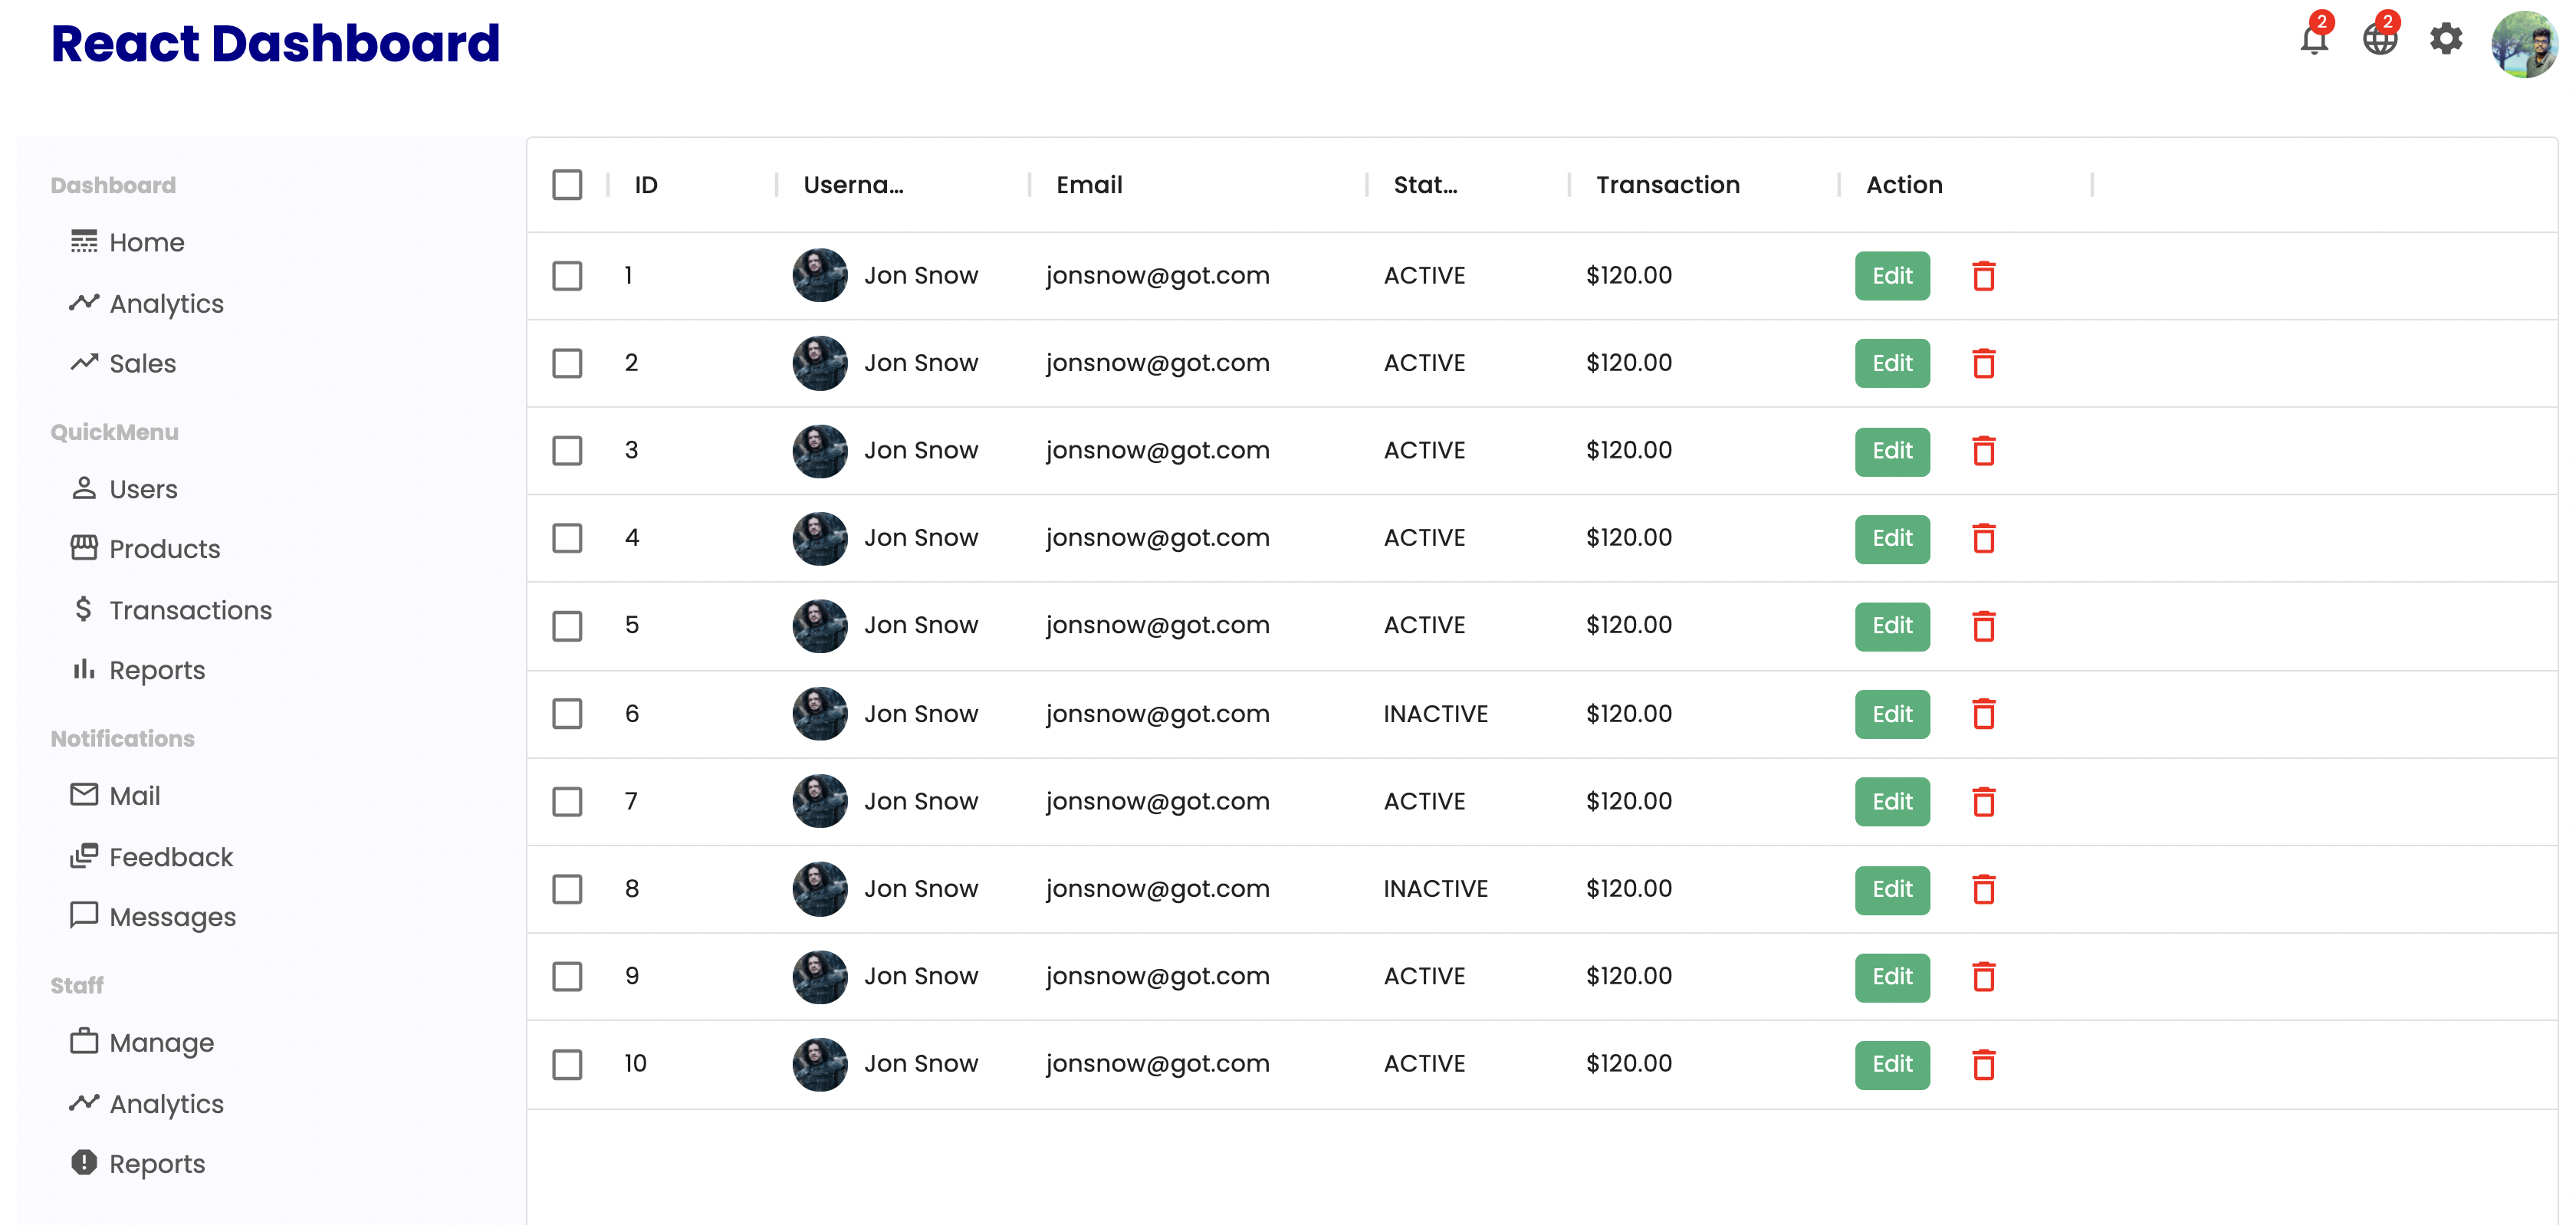 React Dashboard
2 2
Dashboard
Home
Analytics
Sales
QuickMenu
Users
Products
Transactions
Reports
Notifications
Mail
Feedback
Messages
Staff
Manage
Analytics
Reports
ID Userna... Email Stat... Transaction Action
1 Jon Snow jonsnow@got.com ACTIVE $120.00 Edit
2 Jon Snow jonsnow@got.com ACTIVE $120.00 Edit
3 Jon Snow jonsnow@got.com ACTIVE $120.00 Edit
4 Jon Snow jonsnow@got.com ACTIVE $120.00 Edit
5 Jon Snow jonsnow@got.com ACTIVE $120.00 Edit
6 Jon Snow jonsnow@got.com INACTIVE $120.00 Edit
7 Jon Snow jonsnow@got.com ACTIVE $120.00 Edit
8 Jon Snow jonsnow@got.com INACTIVE $120.00 Edit
9 Jon Snow jonsnow@got.com ACTIVE $120.00 Edit
10 Jon Snow jonsnow@got.com ACTIVE $120.00 Edit